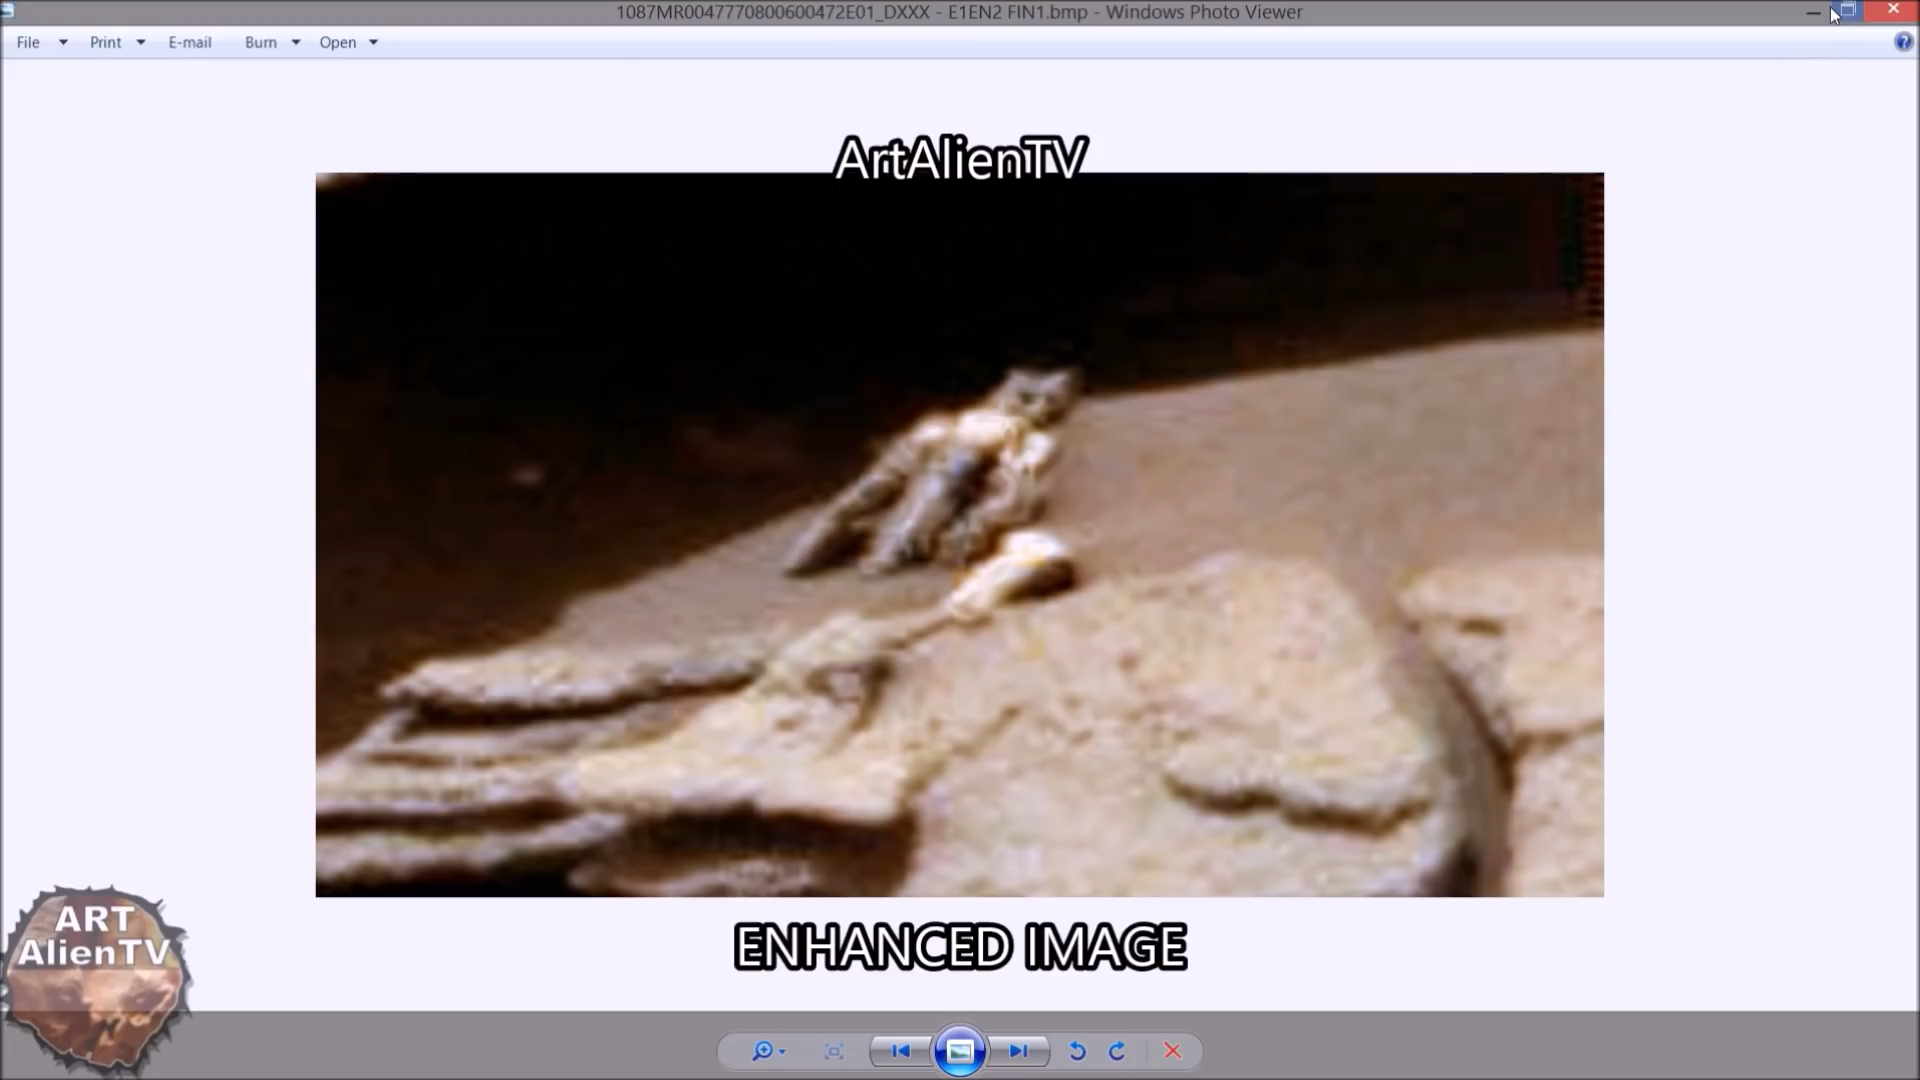 1087MR0047770800600472E01_DXXX - E1EN2 FIN1.bmp - Windows Photo Viewer
File Print E-mail Burn Open
ArtAlienTV
ENHANCED IMAGE
ART
AlienTV